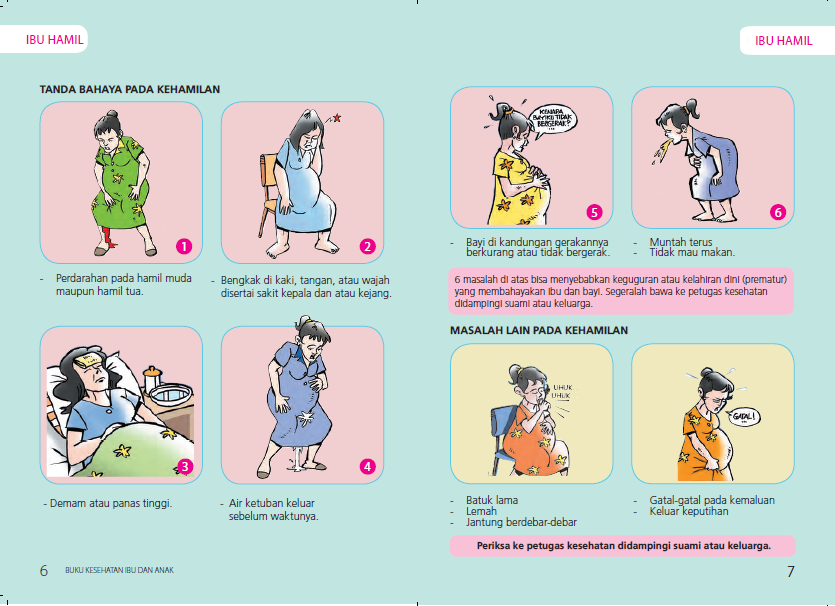 IBU HAMIL
TANDA BAHAYA PADA KEHAMILAN
1
2
- Perdarahan pada hamil muda
maupun hamil tua.
- Bengkak di kaki, tangan, atau wajah
disertai sakit kepala dan atau kejang.
3
4
- Demam atau panas tinggi.
- Air ketuban keluar
sebelum waktunya.
6 BUKU KESEHATAN IBU DAN ANAK
IBU HAMIL
KENAPA
BAYIKU TIDAK
BERGERAK?
...
5
6
- Bayi di kandungan gerakannya
berkurang atau tidak bergerak.
- Muntah terus
- Tidak mau makan.
6 masalah di atas bisa menyebabkan keguguran atau kelahiran dini (prematur)
yang membahayakan ibu dan bayi. Segeralah bawa ke petugas kesehatan
didampingi suami atau keluarga.
MASALAH LAIN PADA KEHAMILAN
UHUK
UHUK
GATAL!
...
- Batuk lama
- Lemah
- Jantung berdebar-debar
- Gatal-gatal pada kemaluan
- Keluar keputihan
Periksa ke petugas kesehatan didampingi suami atau keluarga.
7